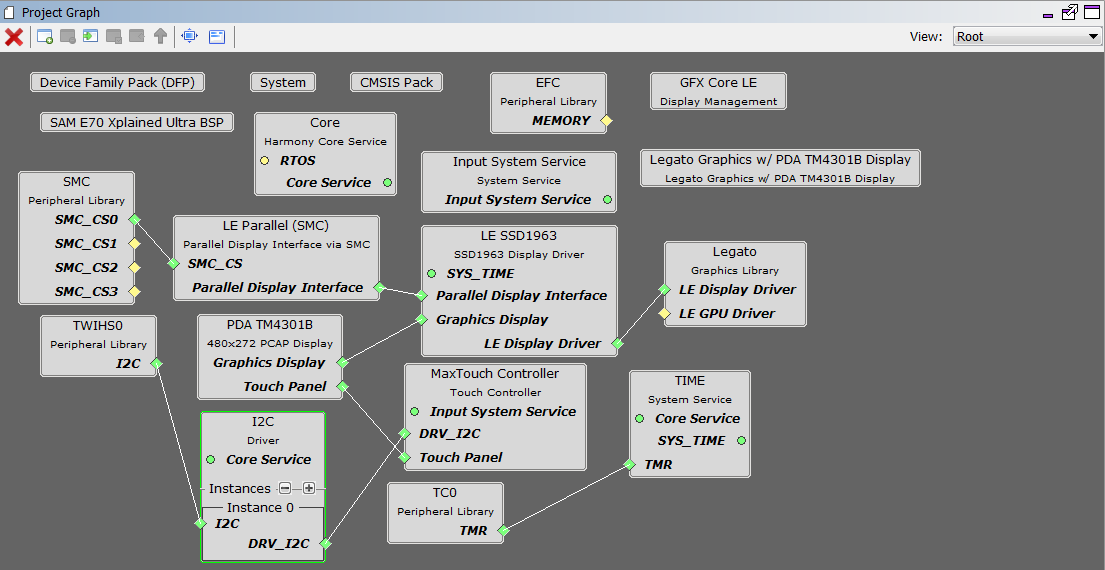 Project Graph
View:
Root
Device Family Pack (DFP)
System
CMSIS Pack
EFC
Peripheral Library
MEMORY
GFX Core LE
Display Management
SAM E70 Xplained Ultra BSP
Core
Harmony Core Service
RTOS
Core Service
Input System Service
System Service
Input System Service
Legato Graphics w/ PDA TM4301B Display
Legato Graphics w/ PDA TM4301B Display
SMC
Peripheral Library
SMC_CS0
SMC_CS1
SMC_CS2
SMC_CS3
LE Parallel (SMC)
Parallel Display Interface via SMC
SMC_CS
Parallel Display Interface
LE SSD1963
SSD1963 Display Driver
SYS_TIME
Parallel Display Interface
Graphics Display
LE Display Driver
Legato
Graphics Library
LE Display Driver
LE GPU Driver
TWIHS0
Peripheral Library
I2C
PDA TM4301B
480x272 PCAP Display
Graphics Display
Touch Panel
MaxTouch Controller
Touch Controller
Input System Service
DRV_I2C
Touch Panel
TIME
System Service
Core Service
SYS_TIME
TMR
I2C
Driver
Core Service
Instances
Instance 0
I2C
DRV_I2C
TC0
Peripheral Library
TMR